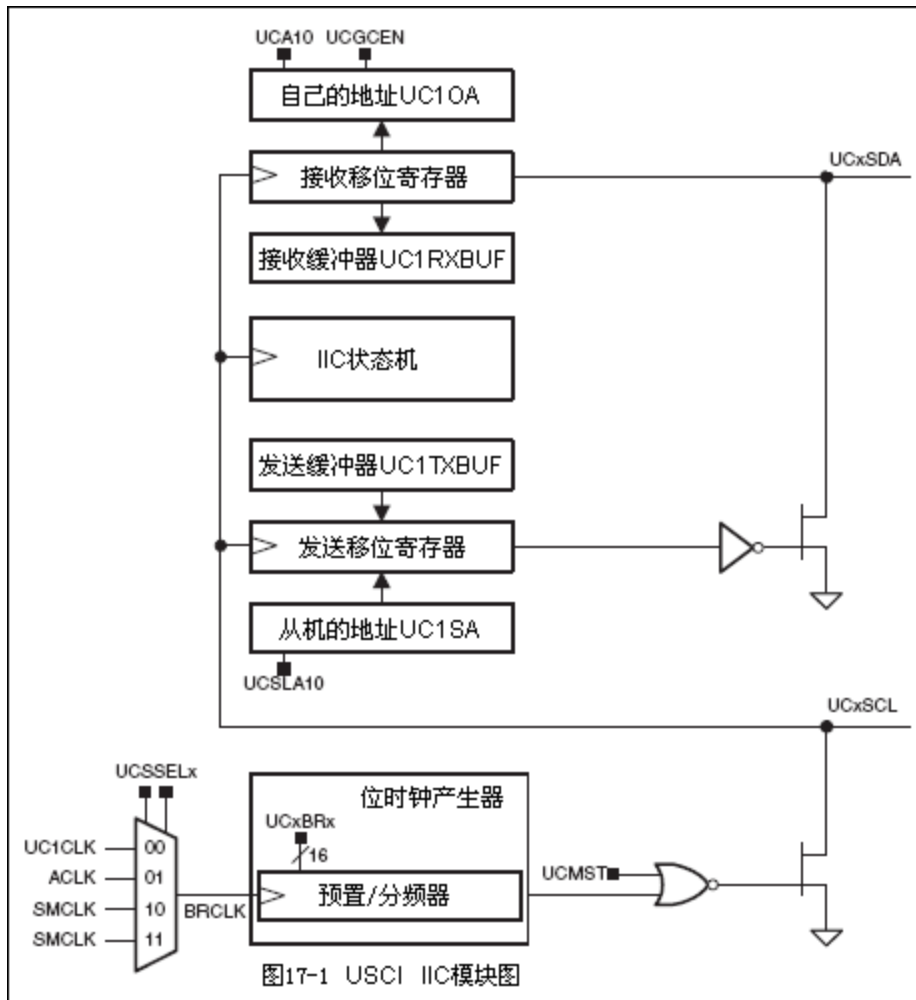 UCA10 UCGCEN
自己的地址UC1OA
接收移位寄存器
UCxSDA
接收缓冲器UC1RXBUF
IIC状态机
发送缓冲器UC1TXBUF
发送移位寄存器
从机的地址UC1SA
UCSLA10
UCxSCL
UCSSELx
位时钟产生器
UCxBRx
16
UC1CLK 00
ACLK 01
SMCLK 10
SMCLK 11
BRCLK
预置/分频器
UCMST
图17-1 USCI IIC模块图